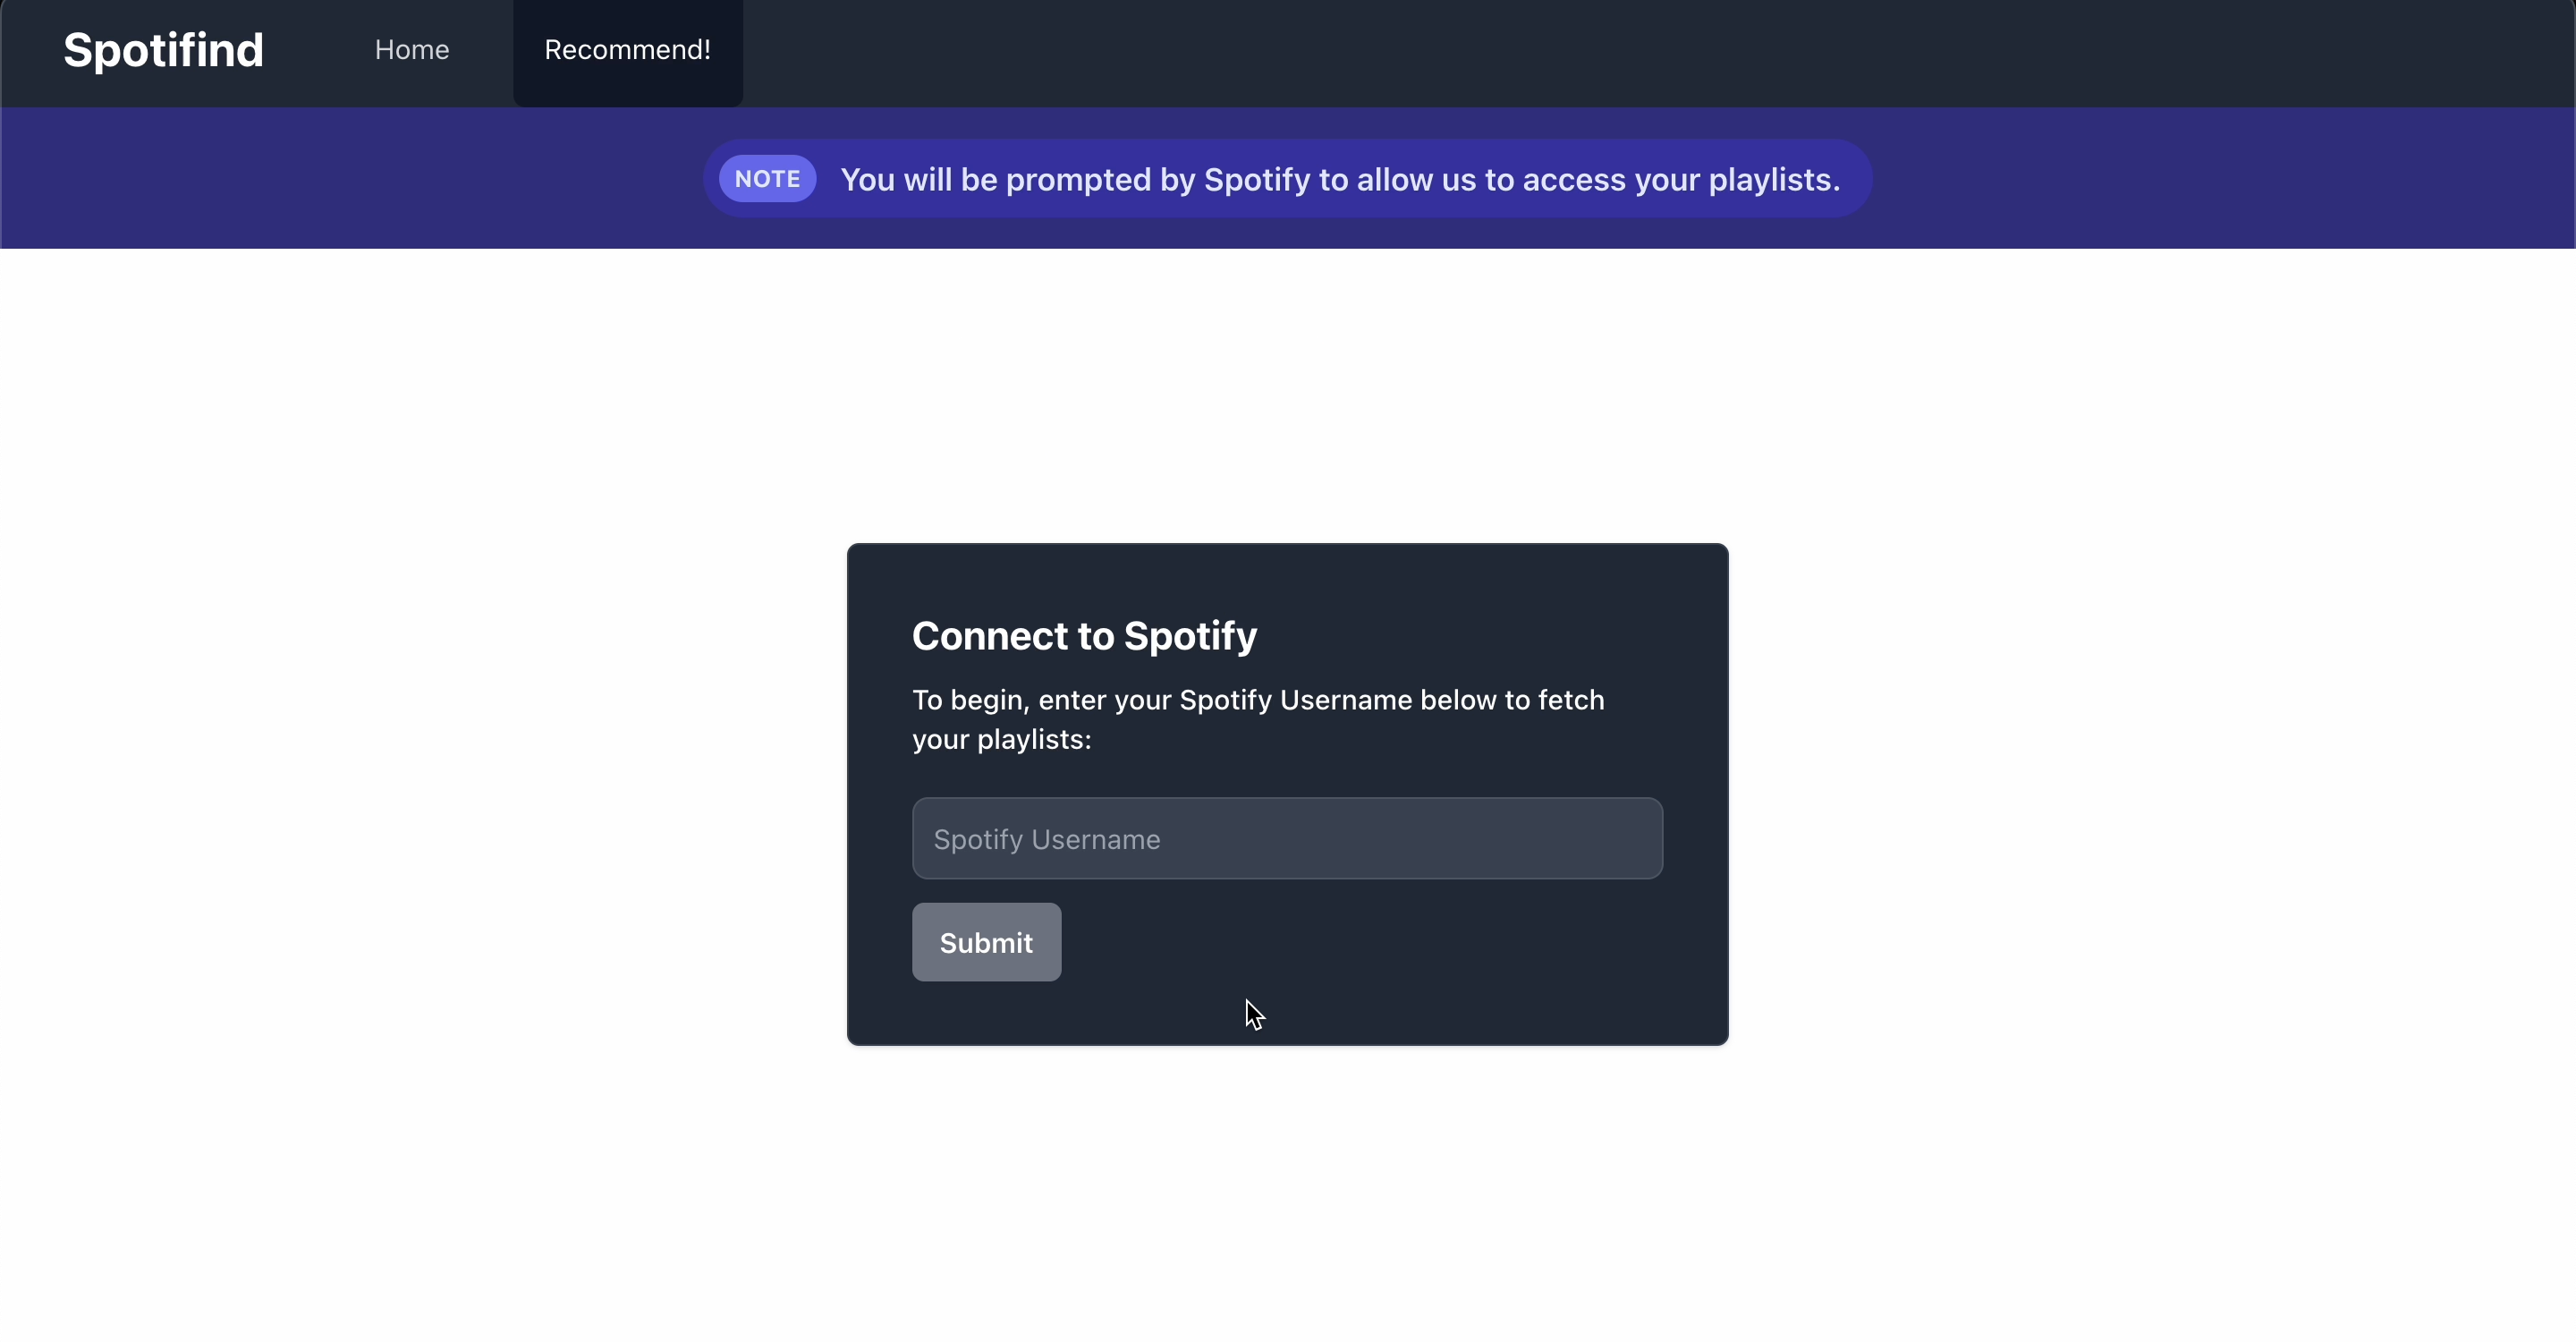 Spotifind Home Recommend!
NOTE You will be prompted by Spotify to allow us to access your playlists.
Connect to Spotify
To begin, enter your Spotify Username below to fetch
your playlists:
Spotify Username
Submit